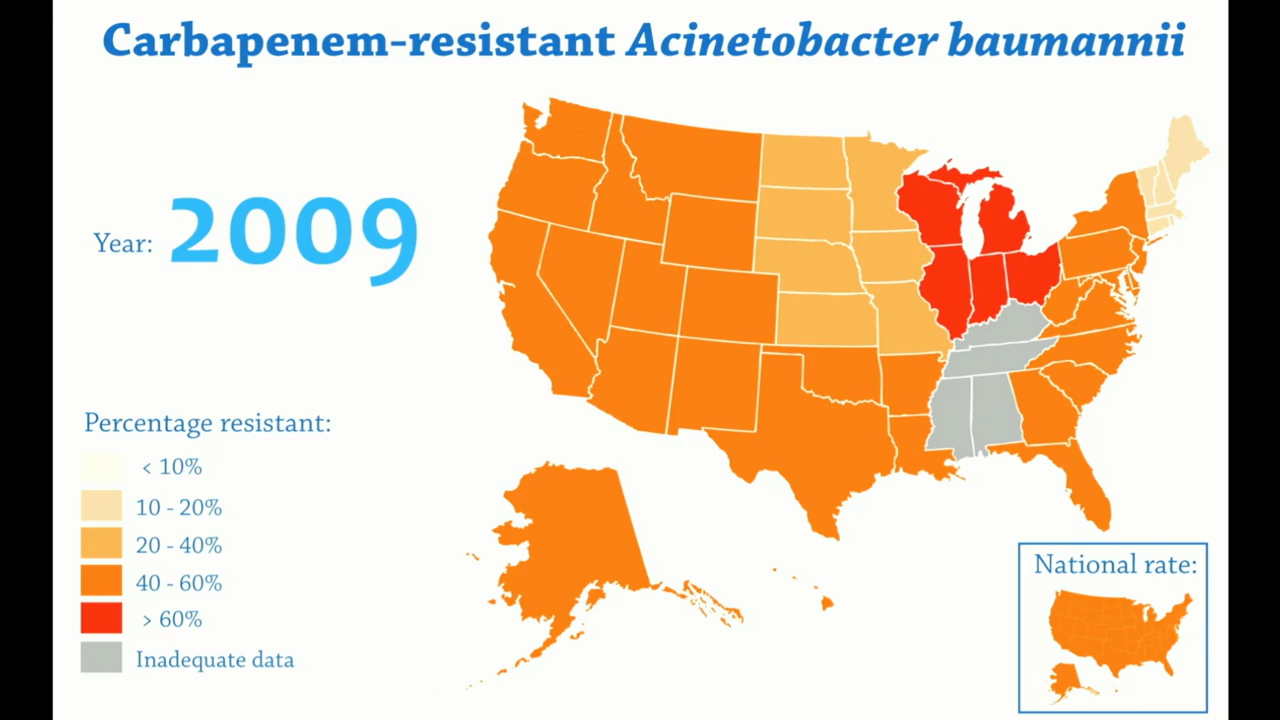 Carbapenem-resistant Acinetobacter baumannii
Year: 2009
Percentage resistant:
< 10%
10 - 20%
20 - 40%
40 - 60%
> 60%
Inadequate data
National rate: